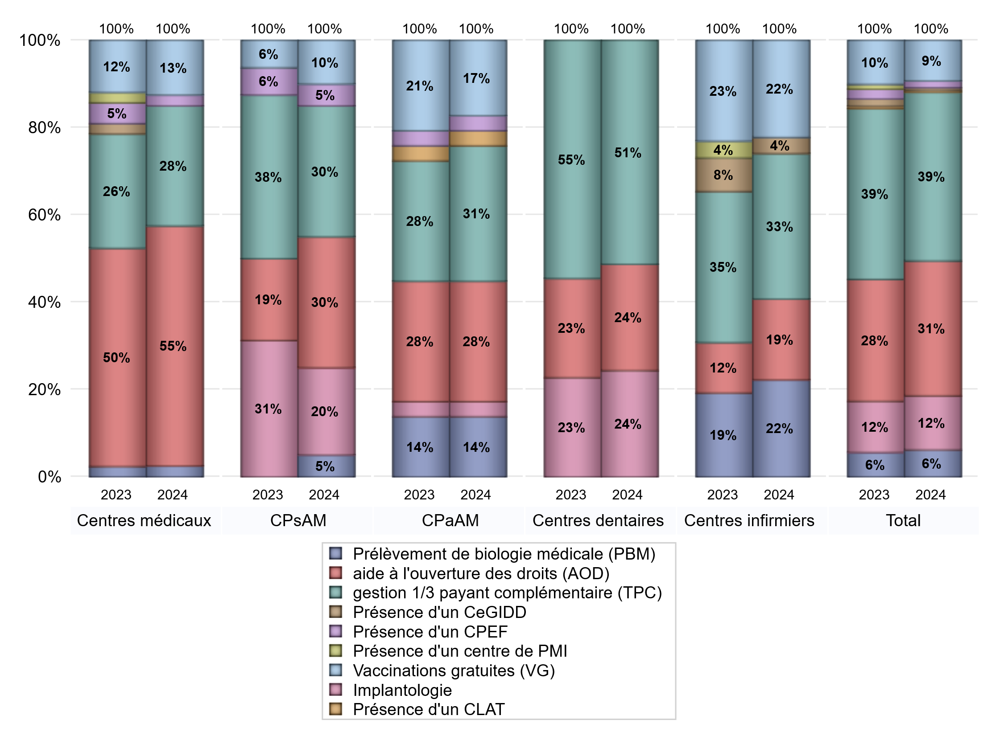 100% 100% 100% 100% 100% 100% 100% 100% 100% 100% 100% 100%
100%
80%
60%
40%
20%
0%
12% 5% 26% 50%
13% 28% 55%
6% 6% 38% 19% 31%
10% 5% 30% 30% 20% 5%
21% 28% 28% 14%
17% 31% 28% 14%
55% 23% 23%
51% 24% 24%
23% 4% 8% 35% 12% 19%
22% 4% 33% 19% 22%
10% 39% 28% 12% 6%
9% 39% 31% 12% 6%
2023 2024 2023 2024 2023 2024 2023 2024 2023 2024 2023 2024
Centres médicaux CPsAM CPaAM Centres dentaires Centres infirmiers Total
Prélèvement de biologie médicale (PBM)
aide à l'ouverture des droits (AOD)
gestion 1/3 payant complémentaire (TPC)
Présence d'un CeGIDD
Présence d'un CPEF
Présence d'un centre de PMI
Vaccinations gratuites (VG)
Implantologie
Présence d'un CLAT